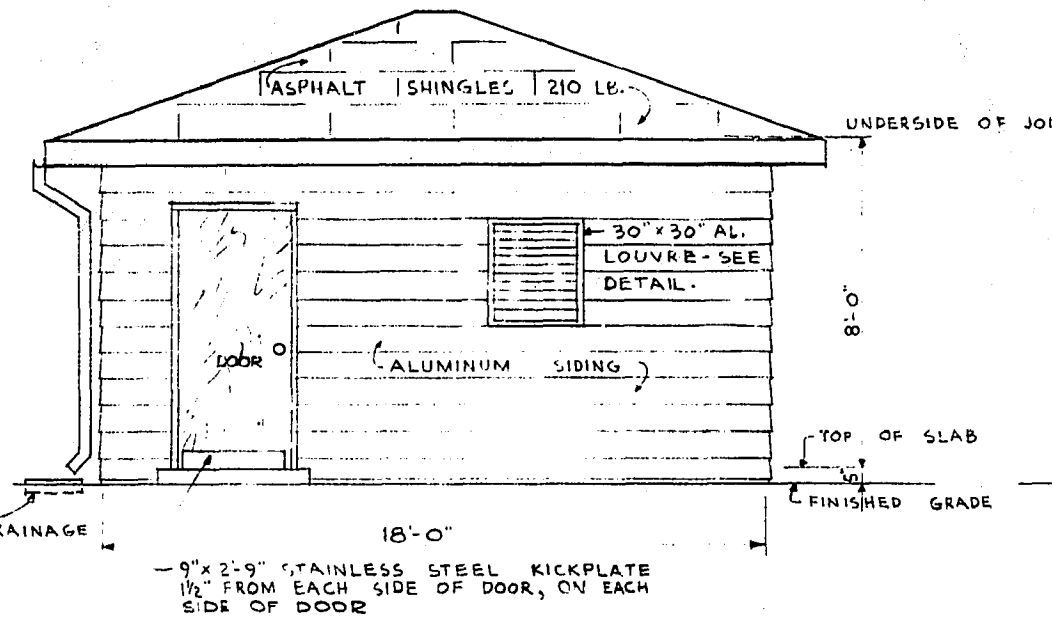 ASPHALT SHINGLES 210 LB.
UNDERSIDE OF JOI
30" x 30" AL.
LOUVRE - SEE
DETAIL.
8'-0"
DOOR
ALUMINUM SIDING
TOP OF SLAB
5"
FINISHED GRADE
RAINAGE
18'-0"
9" x 2'-9" STAINLESS STEEL KICKPLATE
1½" FROM EACH SIDE OF DOOR, ON EACH
SIDE OF DOOR